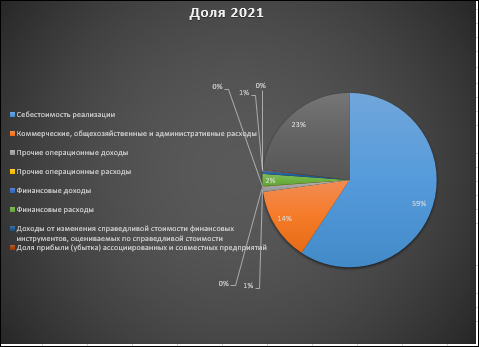 Доля 2021
0%
0%
1%
23%
Себестоимость реализации
Коммерческие, общехозяйственные и административные расходы
Прочие операционные доходы
Прочие операционные расходы
2%
Финансовые доходы
59%
Финансовые расходы
14%
Доходы от изменения справедливой стоимости финансовых
инструментов, оцениваемых по справедливой стоимости
Доля прибыли (убытка) ассоциированных и совместных предприятий
0%
1%